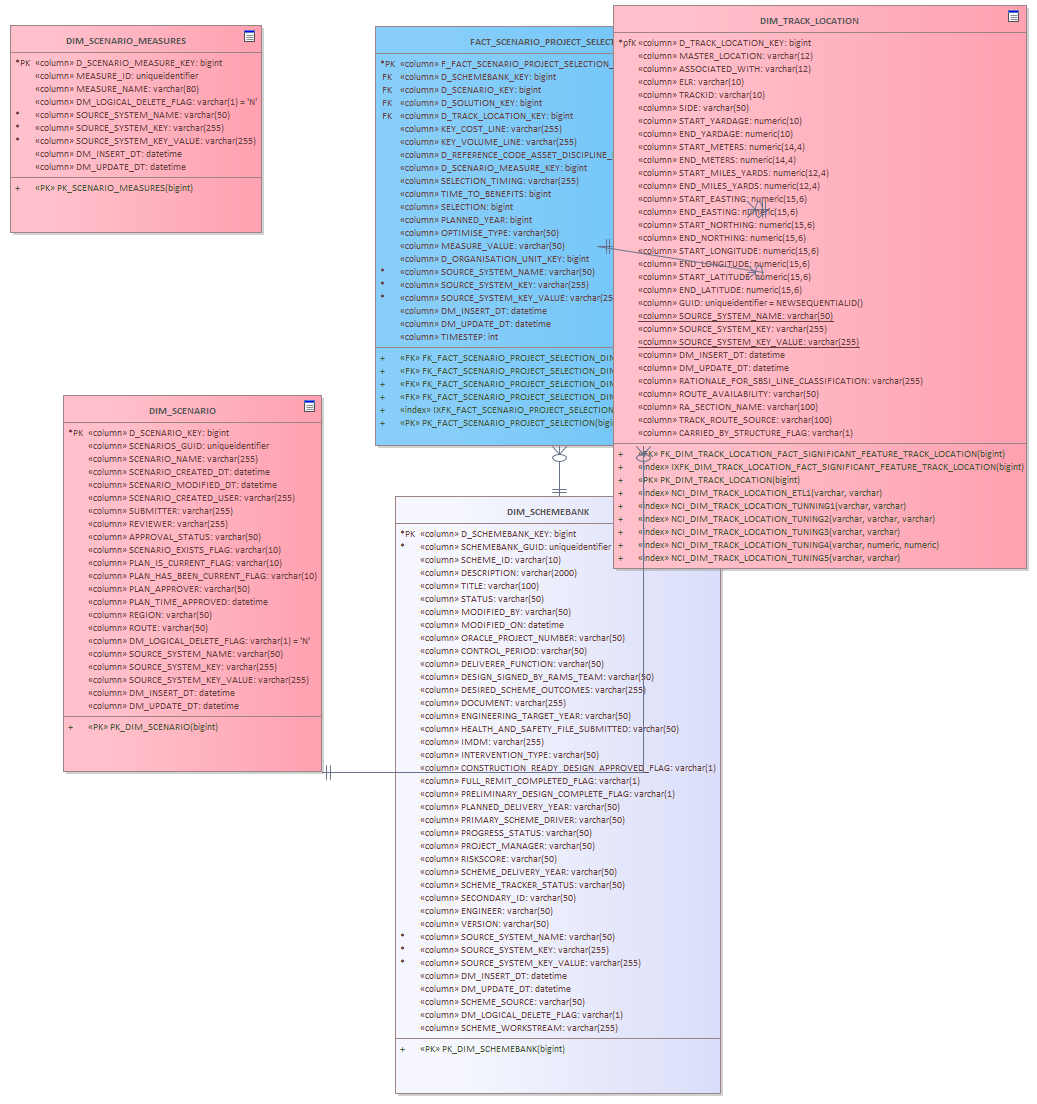 DIM_SCENARIO_MEASURES
*PK «column» D_SCENARIO_MEASURE_KEY: bigint
«column» MEASURE_ID: uniqueidentifier
«column» MEASURE_NAME: varchar(80)
«column» DM_LOGICAL_DELETE_FLAG: varchar(1) = 'N'
* «column» SOURCE_SYSTEM_NAME: varchar(50)
* «column» SOURCE_SYSTEM_KEY: varchar(255)
* «column» SOURCE_SYSTEM_KEY_VALUE: varchar(255)
«column» DM_INSERT_DT: datetime
«column» DM_UPDATE_DT: datetime
+ «PK» PK_SCENARIO_MEASURES(bigint)
FACT_SCENARIO_PROJECT_SELECT
*PK «column» F_FACT_SCENARIO_PROJECT_SELECTION_
FK «column» D_SCHEMEBANK_KEY: bigint
FK «column» D_SCENARIO_KEY: bigint
FK «column» D_SOLUTION_KEY: bigint
FK «column» D_TRACK_LOCATION_KEY: bigint
«column» KEY_COST_LINE: varchar(255)
«column» KEY_VOLUME_LINE: varchar(255)
«column» D_REFERENCE_CODE_ASSET_DISCIPLINE_
«column» D_SCENARIO_MEASURE_KEY: bigint
«column» SELECTION_TIMING: varchar(255)
«column» TIME_TO_BENEFITS: bigint
«column» SELECTION: bigint
«column» PLANNED_YEAR: bigint
«column» OPTIMISE_TYPE: varchar(50)
«column» MEASURE_VALUE: varchar(50)
«column» D_ORGANISATION_UNIT_KEY: bigint
* «column» SOURCE_SYSTEM_NAME: varchar(50)
* «column» SOURCE_SYSTEM_KEY: varchar(255)
* «column» SOURCE_SYSTEM_KEY_VALUE: varchar(25
«column» DM_INSERT_DT: datetime
«column» DM_UPDATE_DT: datetime
«column» TIMESTEP: int
+ «FK» FK_FACT_SCENARIO_PROJECT_SELECTION_DIM
+ «FK» FK_FACT_SCENARIO_PROJECT_SELECTION_DIM
+ «FK» FK_FACT_SCENARIO_PROJECT_SELECTION_DIM
+ «FK» FK_FACT_SCENARIO_PROJECT_SELECTION_DIM
+ «index» IXFK_FACT_SCENARIO_PROJECT_SELECTION
+ «PK» PK_FACT_SCENARIO_PROJECT_SELECTION(bigi
DIM_TRACK_LOCATION
*pfK «column» D_TRACK_LOCATION_KEY: bigint
«column» MASTER_LOCATION: varchar(12)
«column» ASSOCIATED_WITH: varchar(12)
«column» ELR: varchar(10)
«column» TRACKID: varchar(10)
«column» SIDE: varchar(50)
«column» START_YARDAGE: numeric(10)
«column» END_YARDAGE: numeric(10)
«column» START_METERS: numeric(14,4)
«column» END_METERS: numeric(14,4)
«column» START_MILES_YARDS: numeric(12,4)
«column» END_MILES_YARDS: numeric(12,4)
«column» START_EASTING: numeric(15,6)
«column» END_EASTING: numeric(15,6)
«column» START_NORTHING: numeric(15,6)
«column» END_NORTHING: numeric(15,6)
«column» START_LONGITUDE: numeric(15,6)
«column» END_LONGITUDE: numeric(15,6)
«column» START_LATITUDE: numeric(15,6)
«column» END_LATITUDE: numeric(15,6)
«column» GUID: uniqueidentifier = NEWSEQUENTIALID()
«column» SOURCE_SYSTEM_NAME: varchar(50)
«column» SOURCE_SYSTEM_KEY: varchar(255)
«column» SOURCE_SYSTEM_KEY_VALUE: varchar(255)
«column» DM_INSERT_DT: datetime
«column» DM_UPDATE_DT: datetime
«column» RATIONALE_FOR_SBSI_LINE_CLASSIFICATION: varchar(255)
«column» ROUTE_AVAILABILITY: varchar(50)
«column» RA_SECTION_NAME: varchar(100)
«column» TRACK_ROUTE_SOURCE: varchar(100)
«column» CARRIED_BY_STRUCTURE_FLAG: varchar(1)
+ «FK» FK_DIM_TRACK_LOCATION_FACT_SIGNIFICANT_FEATURE_TRACK_LOCATION(bigint)
+ «index» IXFK_DIM_TRACK_LOCATION_FACT_SIGNIFICANT_FEATURE_TRACK_LOCATION(bigint)
+ «PK» PK_DIM_TRACK_LOCATION(bigint)
+ «index» NCI_DIM_TRACK_LOCATION_ETL1(varchar, varchar)
+ «index» NCI_DIM_TRACK_LOCATION_TUNNING1(varchar, varchar)
+ «index» NCI_DIM_TRACK_LOCATION_TUNING2(varchar, varchar, varchar)
+ «index» NCI_DIM_TRACK_LOCATION_TUNING3(varchar, varchar)
+ «index» NCI_DIM_TRACK_LOCATION_TUNING4(varchar, numeric, numeric)
+ «index» NCI_DIM_TRACK_LOCATION_TUNING5(varchar, varchar)
DIM_SCENARIO
*PK «column» D_SCENARIO_KEY: bigint
«column» SCENARIOS_GUID: uniqueidentifier
«column» SCENARIO_NAME: varchar(255)
«column» SCENARIO_CREATED_DT: datetime
«column» SCENARIO_MODIFIED_DT: datetime
«column» SCENARIO_CREATED_USER: varchar(255)
«column» SUBMITTER: varchar(255)
«column» REVIEWER: varchar(255)
«column» APPROVAL_STATUS: varchar(50)
«column» SCENARIO_EXISTS_FLAG: varchar(10)
«column» PLAN_IS_CURRENT_FLAG: varchar(10)
«column» PLAN_HAS_BEEN_CURRENT_FLAG: varchar(10)
«column» PLAN_APPROVER: varchar(50)
«column» PLAN_TIME_APPROVED: datetime
«column» REGION: varchar(50)
«column» ROUTE: varchar(50)
«column» DM_LOGICAL_DELETE_FLAG: varchar(1) = 'N'
«column» SOURCE_SYSTEM_NAME: varchar(50)
«column» SOURCE_SYSTEM_KEY: varchar(255)
«column» SOURCE_SYSTEM_KEY_VALUE: varchar(255)
«column» DM_INSERT_DT: datetime
«column» DM_UPDATE_DT: datetime
+ «PK» PK_DIM_SCENARIO(bigint)
DIM_SCHEMEBANK
*PK «column» D_SCHEMEBANK_KEY: bigint
* «column» SCHEMEBANK_GUID: uniqueidentifier
«column» SCHEME_ID: varchar(10)
«column» DESCRIPTION: varchar(2000)
«column» TITLE: varchar(100)
«column» STATUS: varchar(50)
«column» MODIFIED_BY: varchar(50)
«column» MODIFIED_ON: datetime
«column» ORACLE_PROJECT_NUMBER: varchar(50)
«column» CONTROL_PERIOD: varchar(50)
«column» DELIVERER_FUNCTION: varchar(50)
«column» DESIGN_SIGNED_BY_RAMS_TEAM: varchar(50)
«column» DESIRED_SCHEME_OUTCOMES: varchar(255)
«column» DOCUMENT: varchar(255)
«column» ENGINEERING_TARGET_YEAR: varchar(50)
«column» HEALTH_AND_SAFETY_FILE_SUBMITTED: varchar(50)
«column» IMDM: varchar(255)
«column» INTERVENTION_TYPE: varchar(50)
«column» CONSTRUCTION_READY_DESIGN_APPROVED_FLAG: varchar(1)
«column» FULL_REMIT_COMPLETED_FLAG: varchar(1)
«column» PRELIMINARY_DESIGN_COMPLETE_FLAG: varchar(1)
«column» PLANNED_DELIVERY_YEAR: varchar(50)
«column» PRIMARY_SCHEME_DRIVER: varchar(50)
«column» PROGRESS_STATUS: varchar(50)
«column» PROJECT_MANAGER: varchar(50)
«column» RISKSCORE: varchar(50)
«column» SCHEME_DELIVERY_YEAR: varchar(50)
«column» SCHEME_TRACKER_STATUS: varchar(50)
«column» SECONDARY_ID: varchar(50)
«column» ENGINEER: varchar(50)
«column» VERSION: varchar(50)
* «column» SOURCE_SYSTEM_NAME: varchar(50)
* «column» SOURCE_SYSTEM_KEY: varchar(255)
* «column» SOURCE_SYSTEM_KEY_VALUE: varchar(255)
«column» DM_INSERT_DT: datetime
«column» DM_UPDATE_DT: datetime
«column» SCHEME_SOURCE: varchar(50)
«column» DM_LOGICAL_DELETE_FLAG: varchar(1)
«column» SCHEME_WORKSTREAM: varchar(255)
+ «PK» PK_DIM_SCHEMEBANK(bigint)